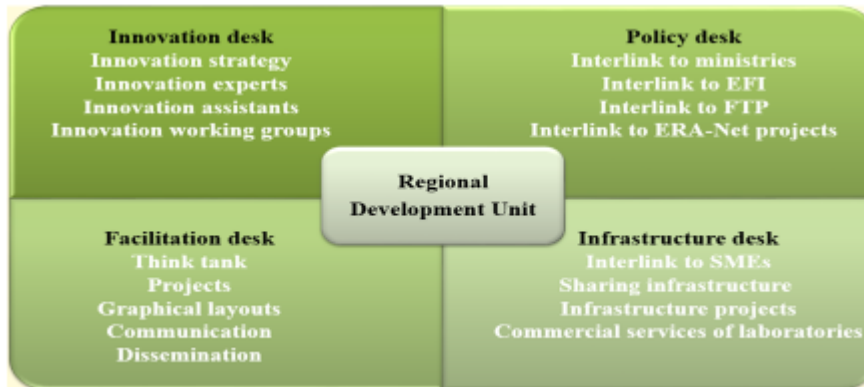 Innovation desk
Innovation strategy
Innovation experts
Innovation assistants
Innovation working groups
Policy desk
Interlink to ministries
Interlink to EFI
Interlink to FTP
Interlink to ERA-Net projects
Regional
Development Unit
Facilitation desk
Think tank
Projects
Graphical layouts
Communication
Dissemination
Infrastructure desk
Interlink to SMEs
Sharing infrastructure
Infrastructure projects
Commercial services of laboratories